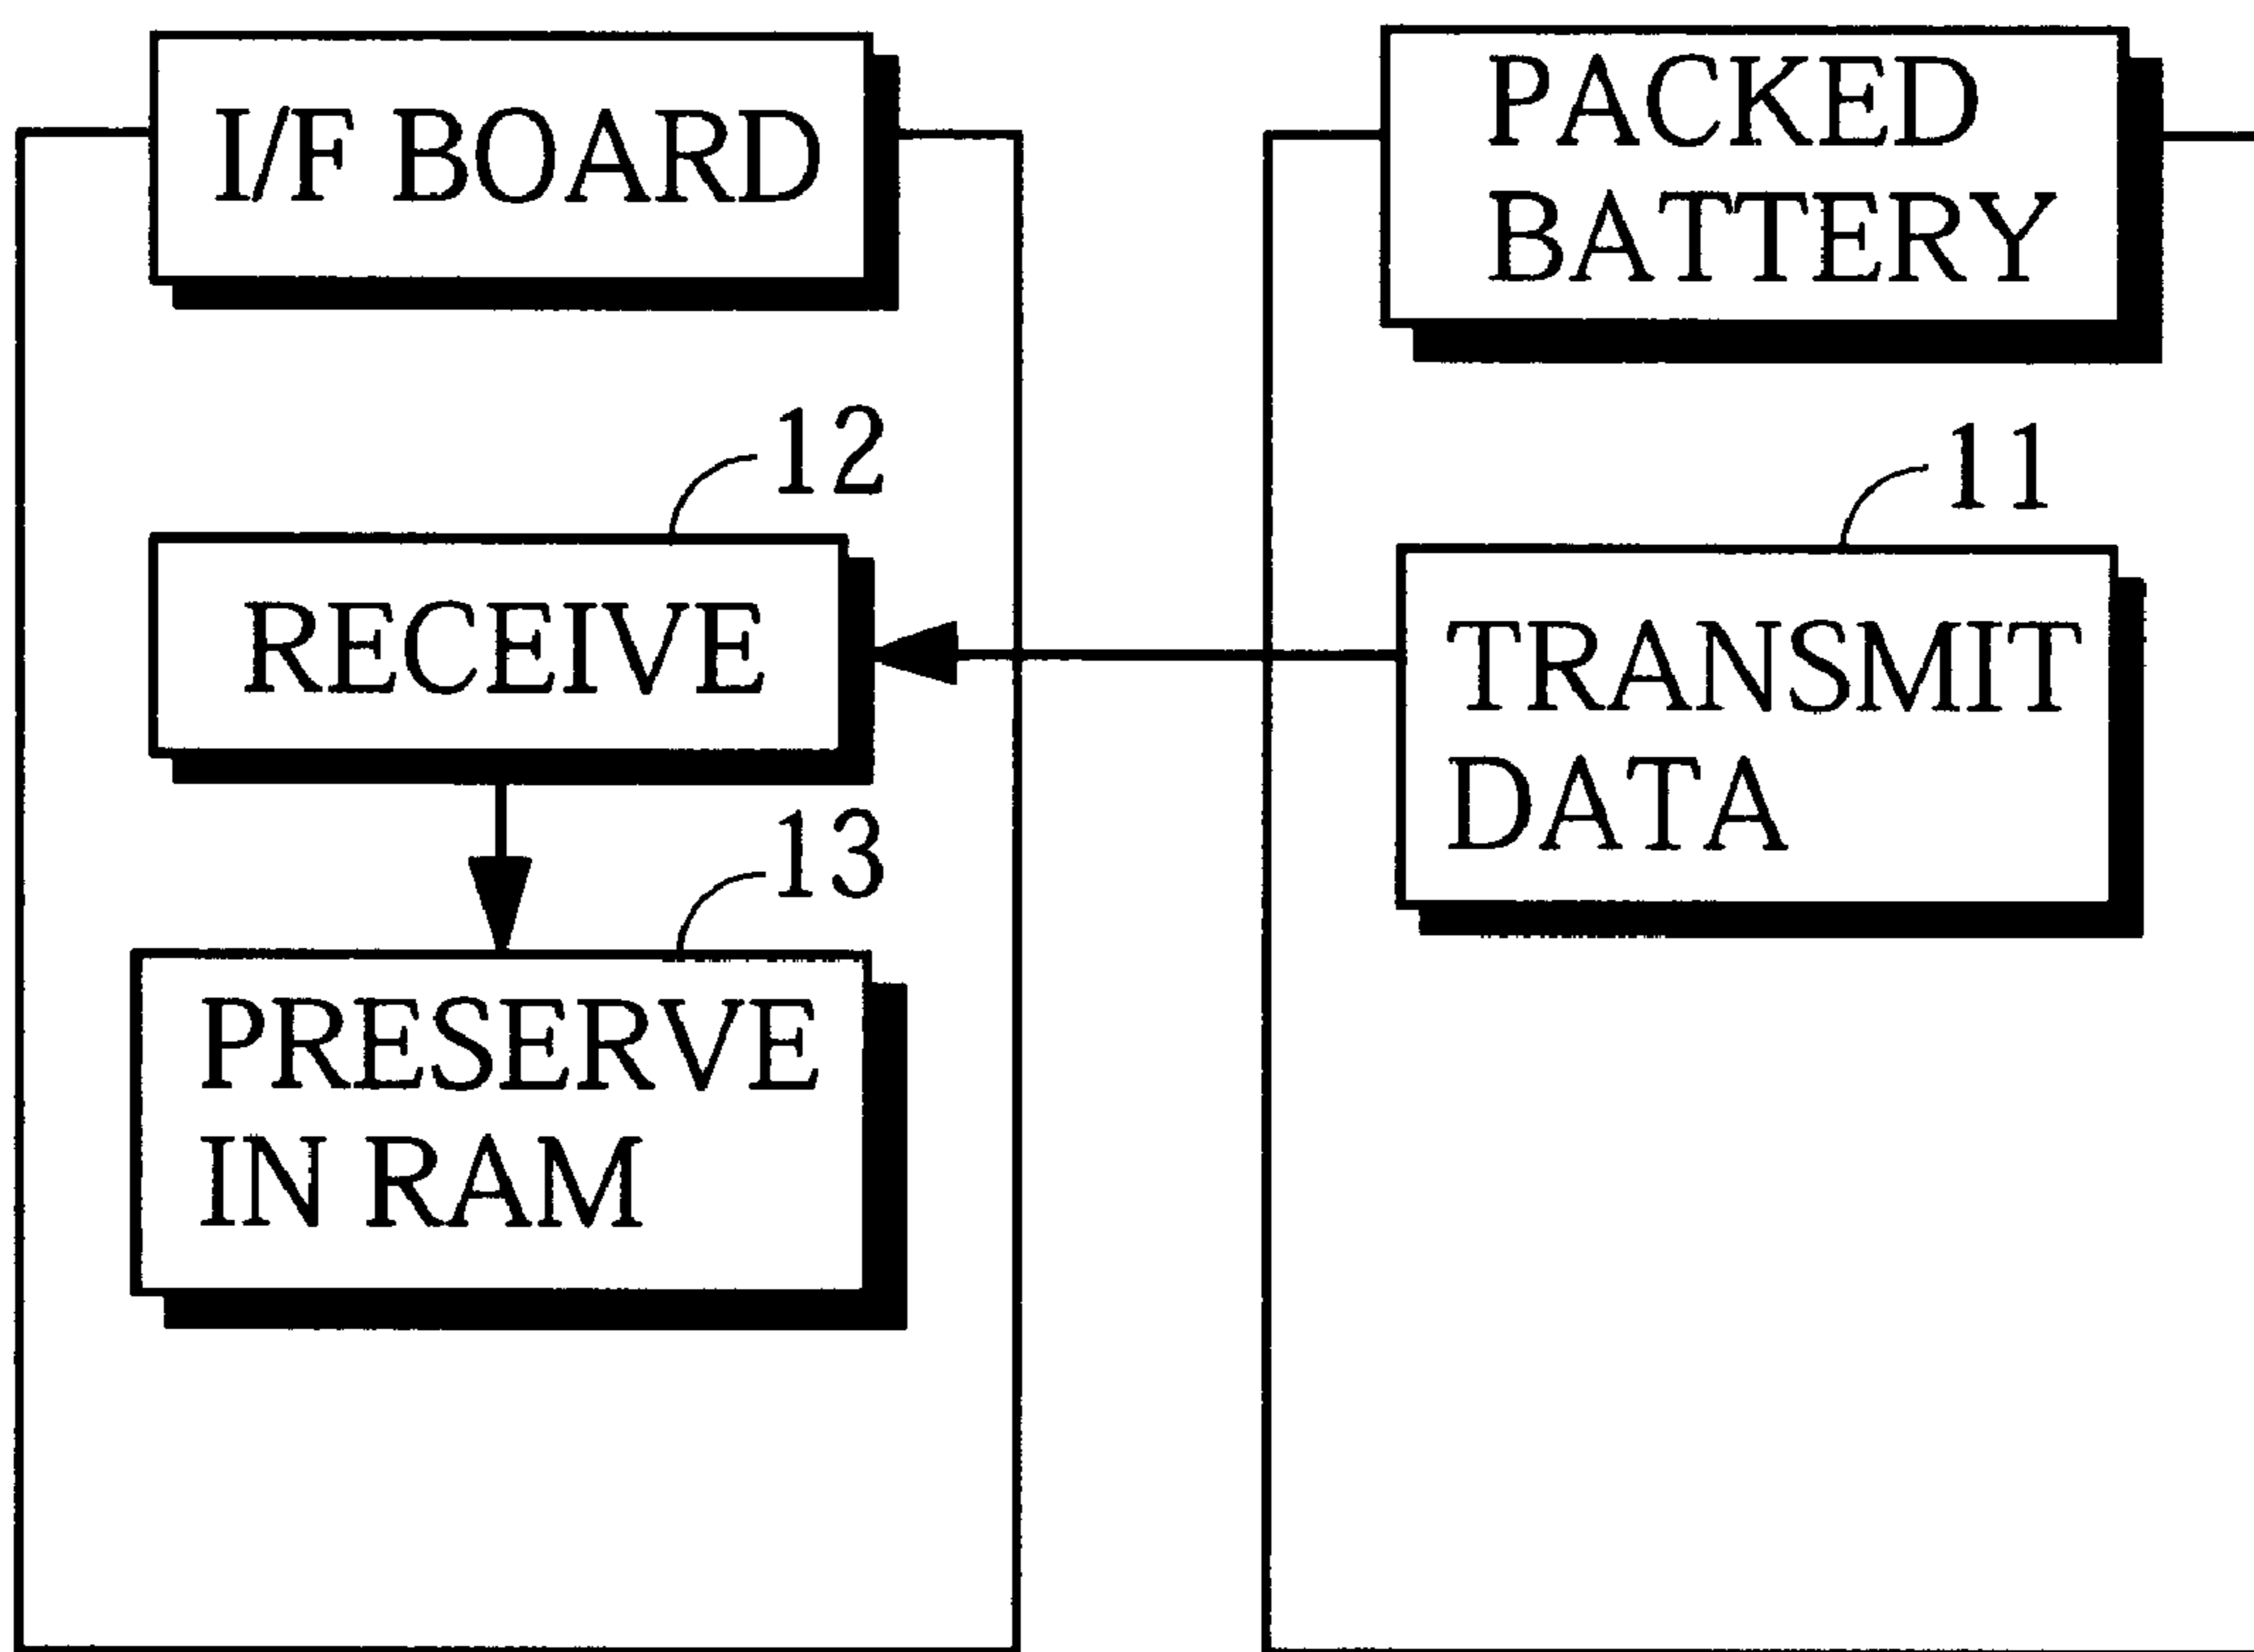 I/F BOARD
12
RECEIVE
13
PRESERVE
IN RAM
PACKED
BATTERY
11
TRANSMIT
DATA